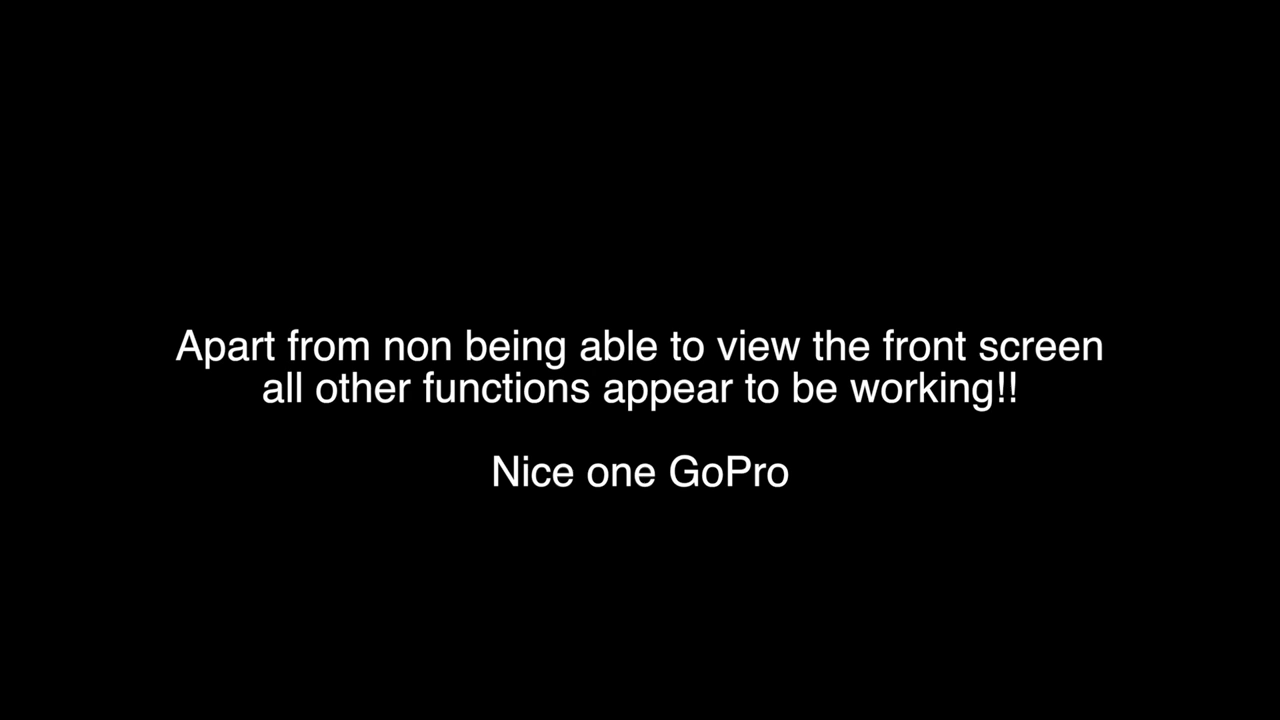 Apart from non being able to view the front screen
all other functions appear to be working!!
Nice one GoPro